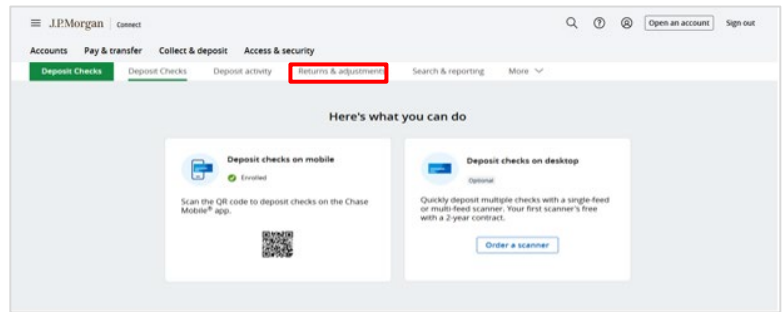 J.P.Morgan | Connect Open an account Sign out
Accounts Pay & transfer Collect & deposit Access & security
Deposit Checks Deposit Checks Deposit activity Returns & adjustments Search & reporting More
Here's what you can do
Deposit checks on mobile
Enrolled
Scan the QR code to deposit checks on the Chase
Mobile® app.
Deposit checks on desktop
Optional
Quickly deposit multiple checks with a single-feed
or multi-feed scanner. Your first scanner's free
with a 2-year contract.
Order a scanner